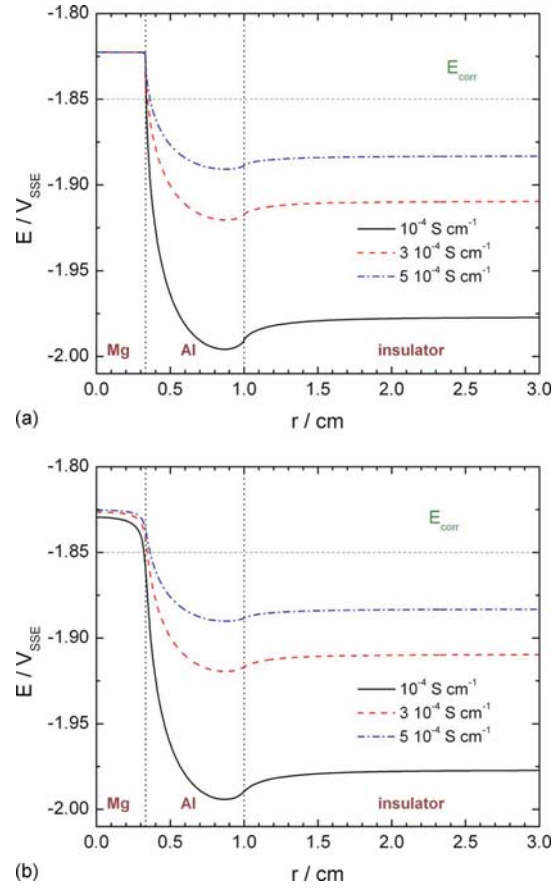 -1.80
-1.85
-1.90
-1.95
-2.00
E / V_SSE
E_corr
10⁻⁴ S cm⁻¹
3 10⁻⁴ S cm⁻¹
5 10⁻⁴ S cm⁻¹
Mg Al insulator
0.0 0.5 1.0 1.5 2.0 2.5 3.0
(a) r / cm
-1.80
-1.85
-1.90
-1.95
-2.00
E / V_SSE
E_corr
10⁻⁴ S cm⁻¹
3 10⁻⁴ S cm⁻¹
5 10⁻⁴ S cm⁻¹
Mg Al insulator
0.0 0.5 1.0 1.5 2.0 2.5 3.0
(b) r / cm